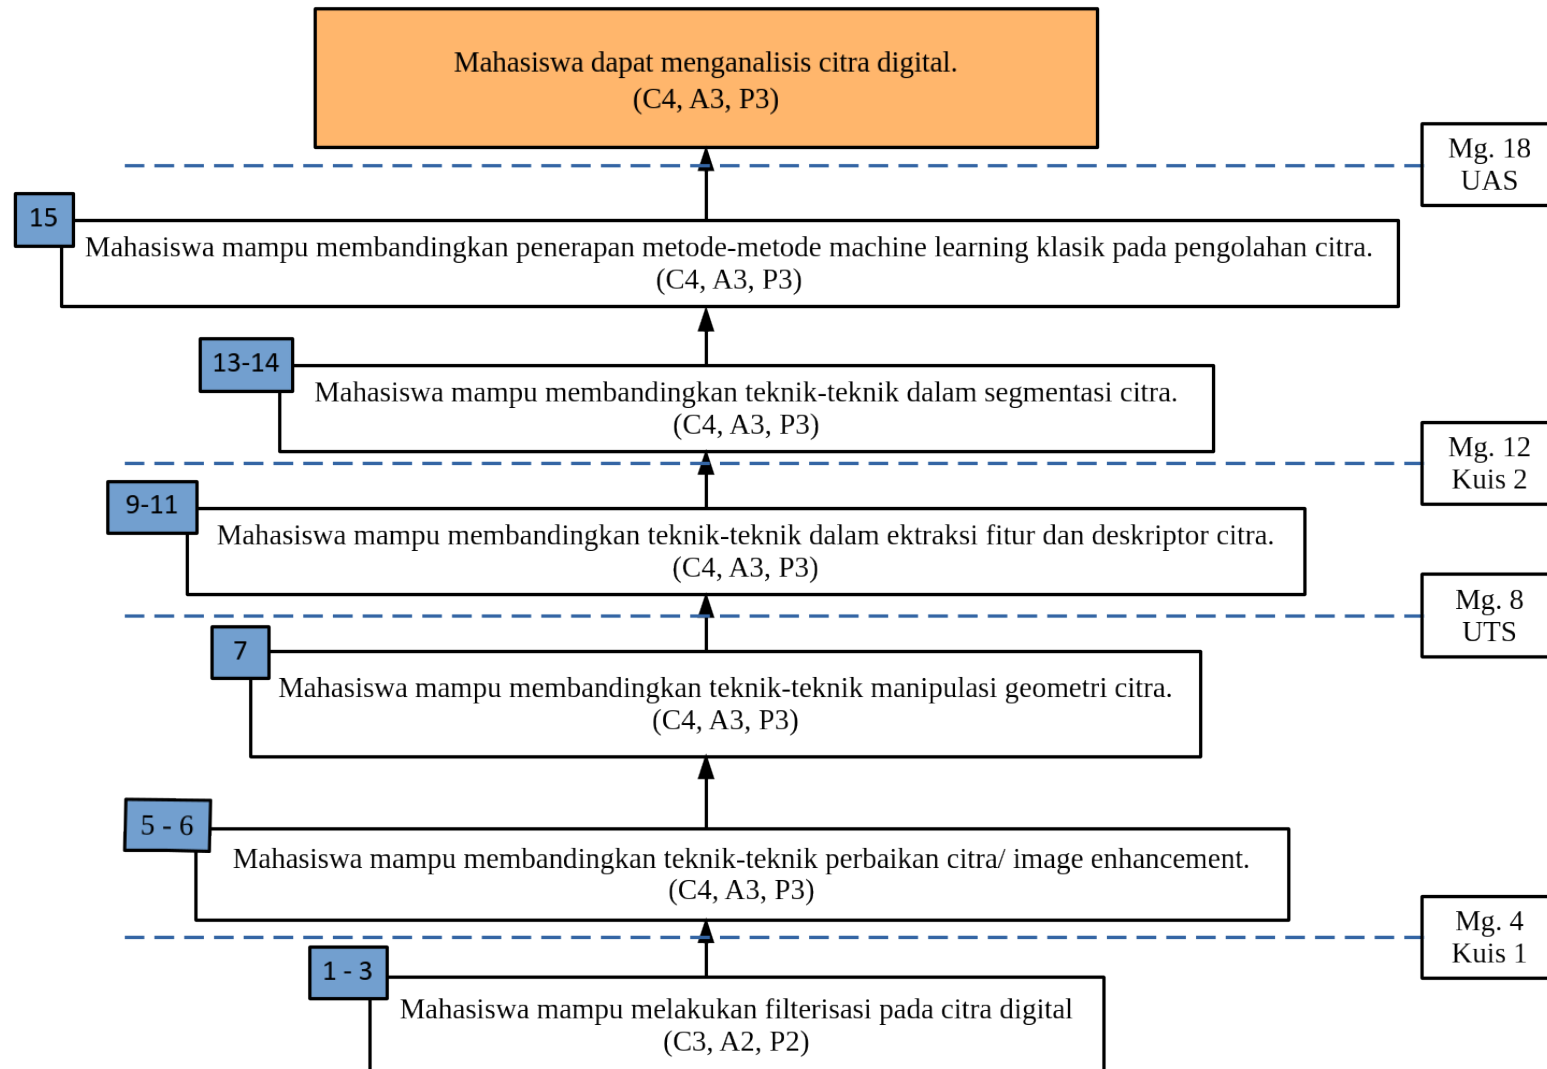 Mahasiswa dapat menganalisis citra digital.
(C4, A3, P3)
Mg. 18
UAS
15
Mahasiswa mampu membandingkan penerapan metode-metode machine learning klasik pada pengolahan citra.
(C4, A3, P3)
13-14
Mahasiswa mampu membandingkan teknik-teknik dalam segmentasi citra.
(C4, A3, P3)
Mg. 12
Kuis 2
9-11
Mahasiswa mampu membandingkan teknik-teknik dalam ektraksi fitur dan deskriptor citra.
(C4, A3, P3)
Mg. 8
UTS
7
Mahasiswa mampu membandingkan teknik-teknik manipulasi geometri citra.
(C4, A3, P3)
5 - 6
Mahasiswa mampu membandingkan teknik-teknik perbaikan citra/ image enhancement.
(C4, A3, P3)
Mg. 4
Kuis 1
1 - 3
Mahasiswa mampu melakukan filterisasi pada citra digital
(C3, A2, P2)